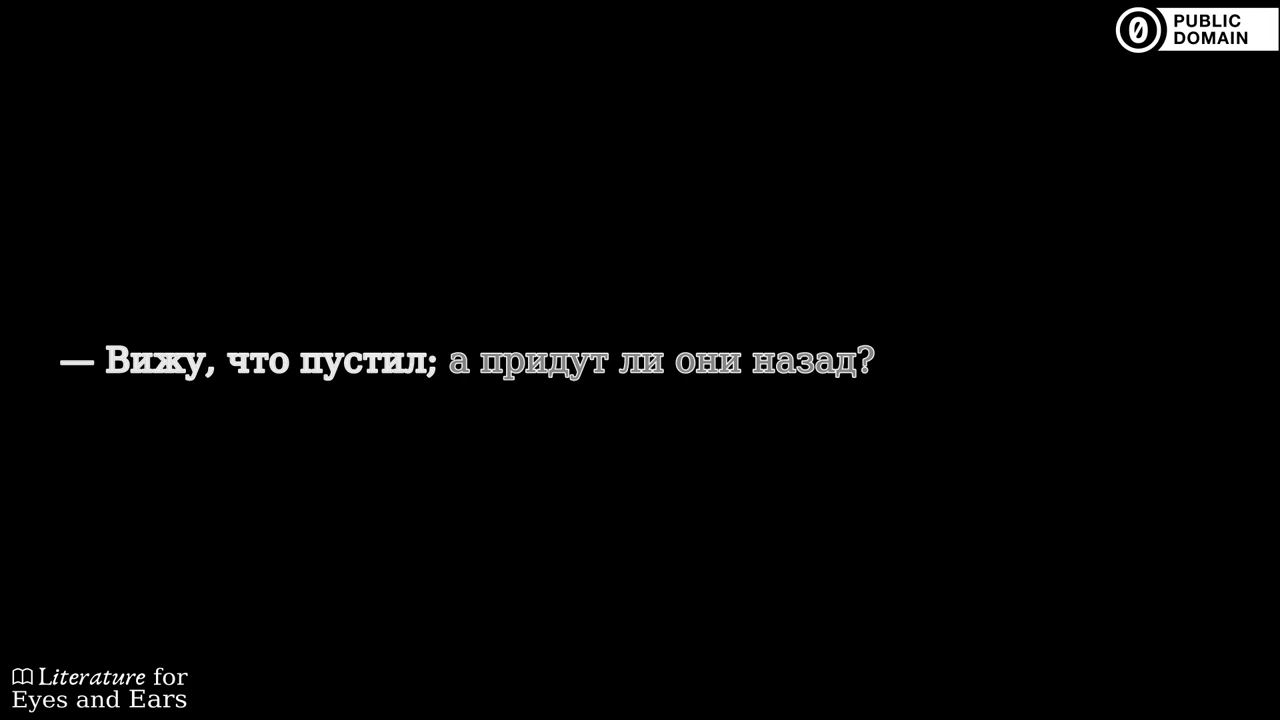 PUBLIC
DOMAIN
— Вижу, что пустил; а придут ли они назад?
Literature for
Eyes and Ears